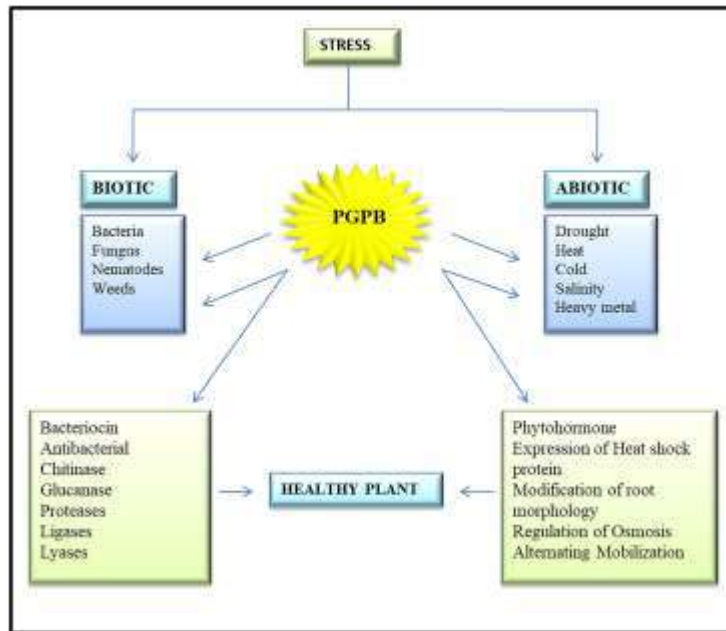 STRESS
BIOTIC
Bacteria
Fungus
Nematodes
Weeds
PGPB
ABIOTIC
Drought
Heat
Cold
Salinity
Heavy metal
Bacteriocin
Antibacterial
Chitinase
Glucanase
Proteases
Ligases
Lyases
HEALTHY PLANT
Phytohormone
Expression of Heat shock
protein
Modification of root
morphology
Regulation of Osmosis
Alternating Mobilization